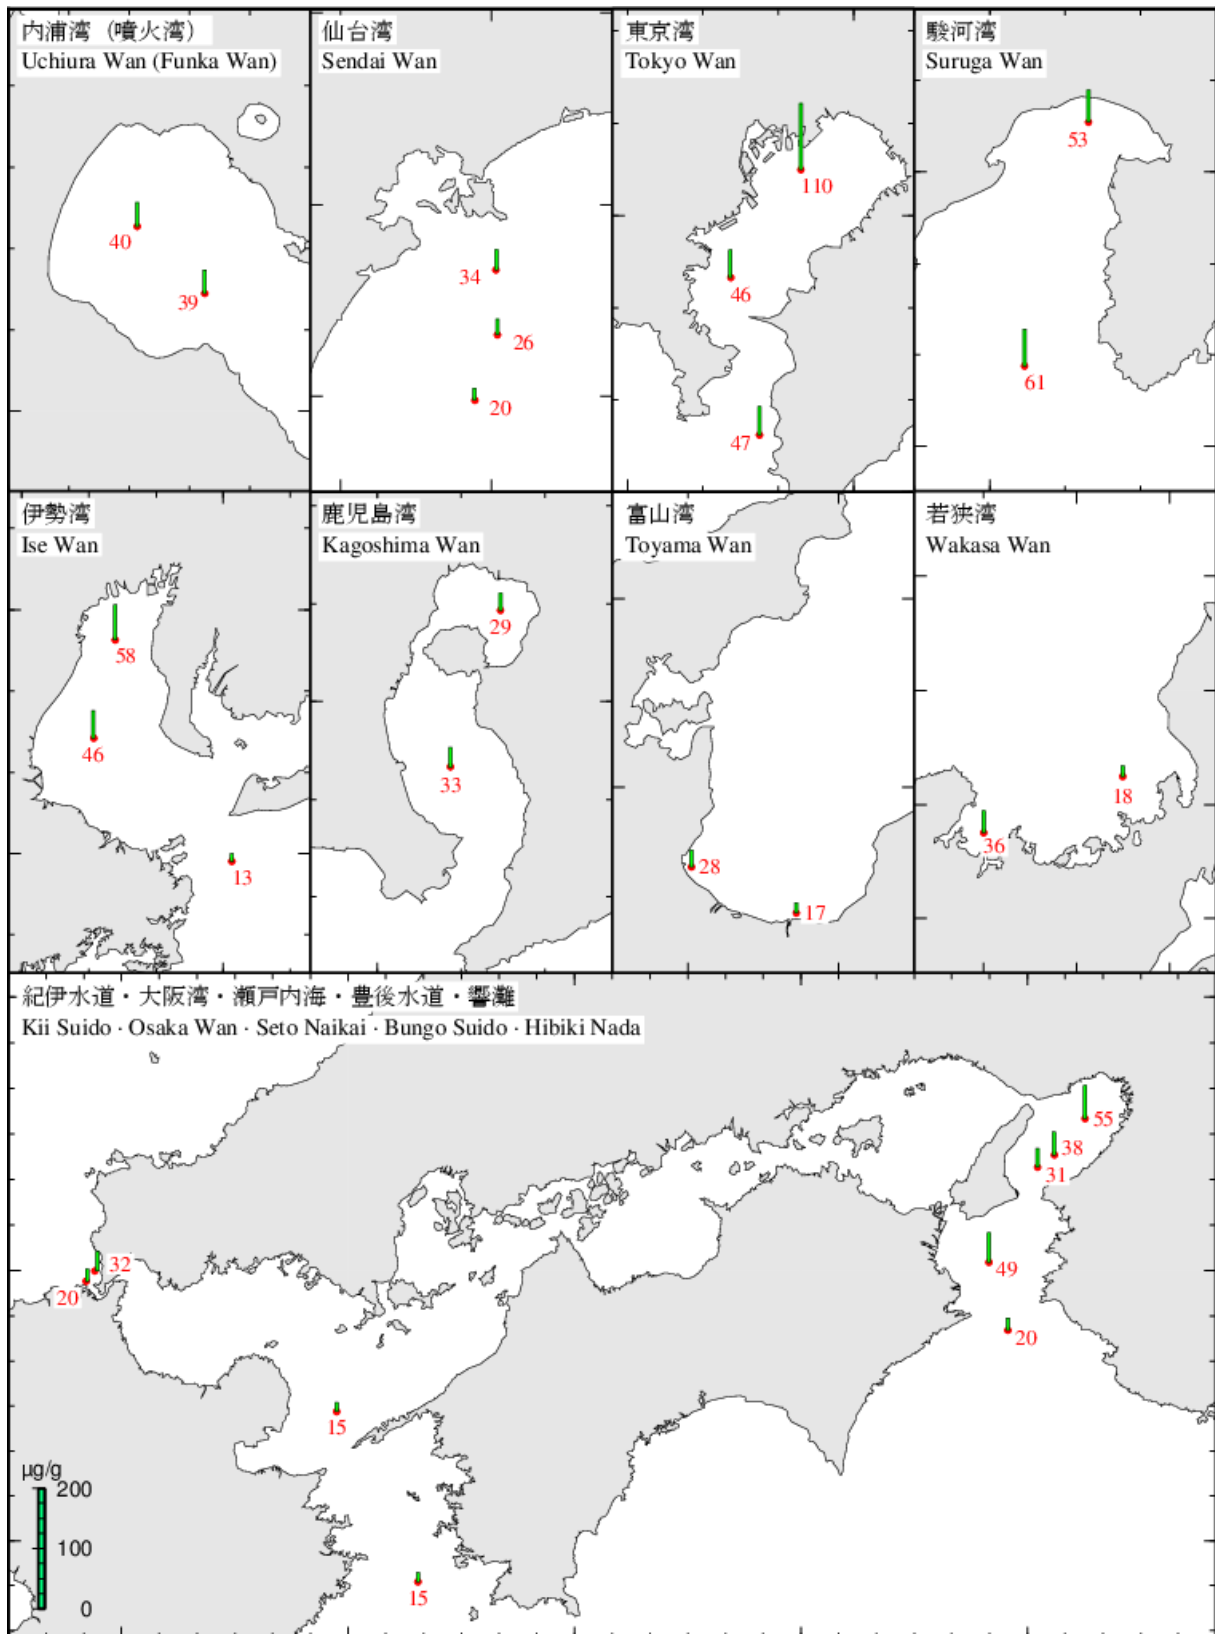 内浦湾（噴火湾）
Uchiura Wan (Funka Wan)
40
39
仙台湾
Sendai Wan
34
26
20
東京湾
Tokyo Wan
110
46
47
駿河湾
Suruga Wan
53
61
伊勢湾
Ise Wan
58
46
13
鹿児島湾
Kagoshima Wan
29
33
富山湾
Toyama Wan
28
17
若狭湾
Wakasa Wan
18
36
紀伊水道・大阪湾・瀬戸内海・豊後水道・響灘
Kii Suido · Osaka Wan · Seto Naikai · Bungo Suido · Hibiki Nada
55
38
31
32
49
20
20
15
15
µg/g
200
100
0